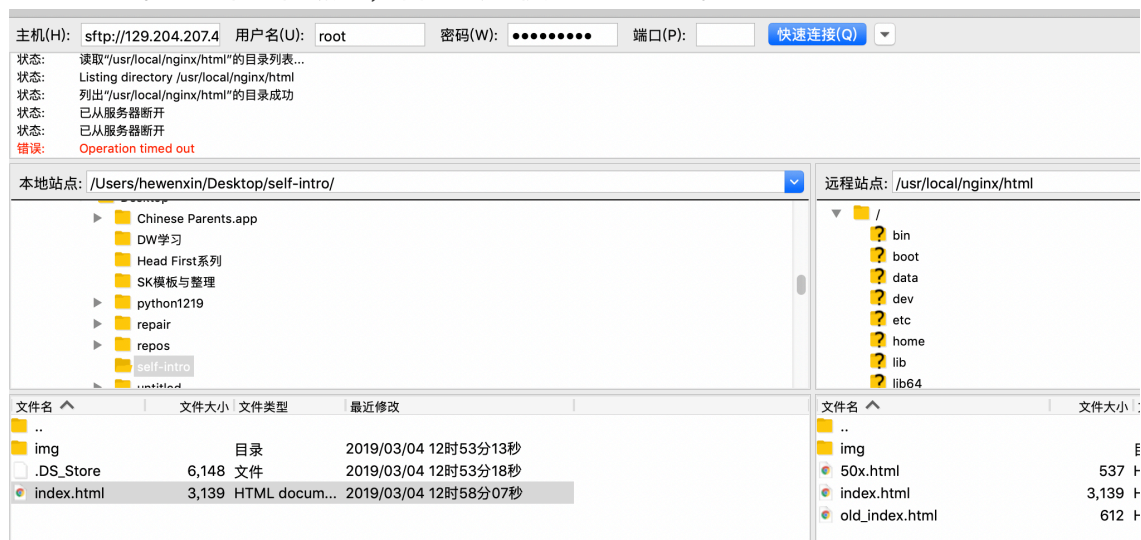 主机(H): sftp://129.204.207.4 用户名(U): root 密码(W): ●●●●●●●●● 端口(P): 快速连接(Q)
状态: 读取“/usr/local/nginx/html”的目录列表...
状态: Listing directory /usr/local/nginx/html
状态: 列出“/usr/local/nginx/html”的目录成功
状态: 已从服务器断开
状态: 已从服务器断开
错误: Operation timed out
本地站点: /Users/hewenxin/Desktop/self-intro/
Desktop
Chinese Parents.app
DW学习
Head First系列
SK模板与整理
python1219
repair
repos
self-intro
untitled
远程站点: /usr/local/nginx/html
/
bin
boot
data
dev
etc
home
lib
lib64
文件名 文件大小 文件类型 最近修改
..
img 目录 2019/03/04 12时53分13秒
.DS_Store 6,148 文件 2019/03/04 12时53分18秒
index.html 3,139 HTML docum... 2019/03/04 12时58分07秒
文件名 文件大小
..
img
50x.html 537 H
index.html 3,139 H
old_index.html 612 H